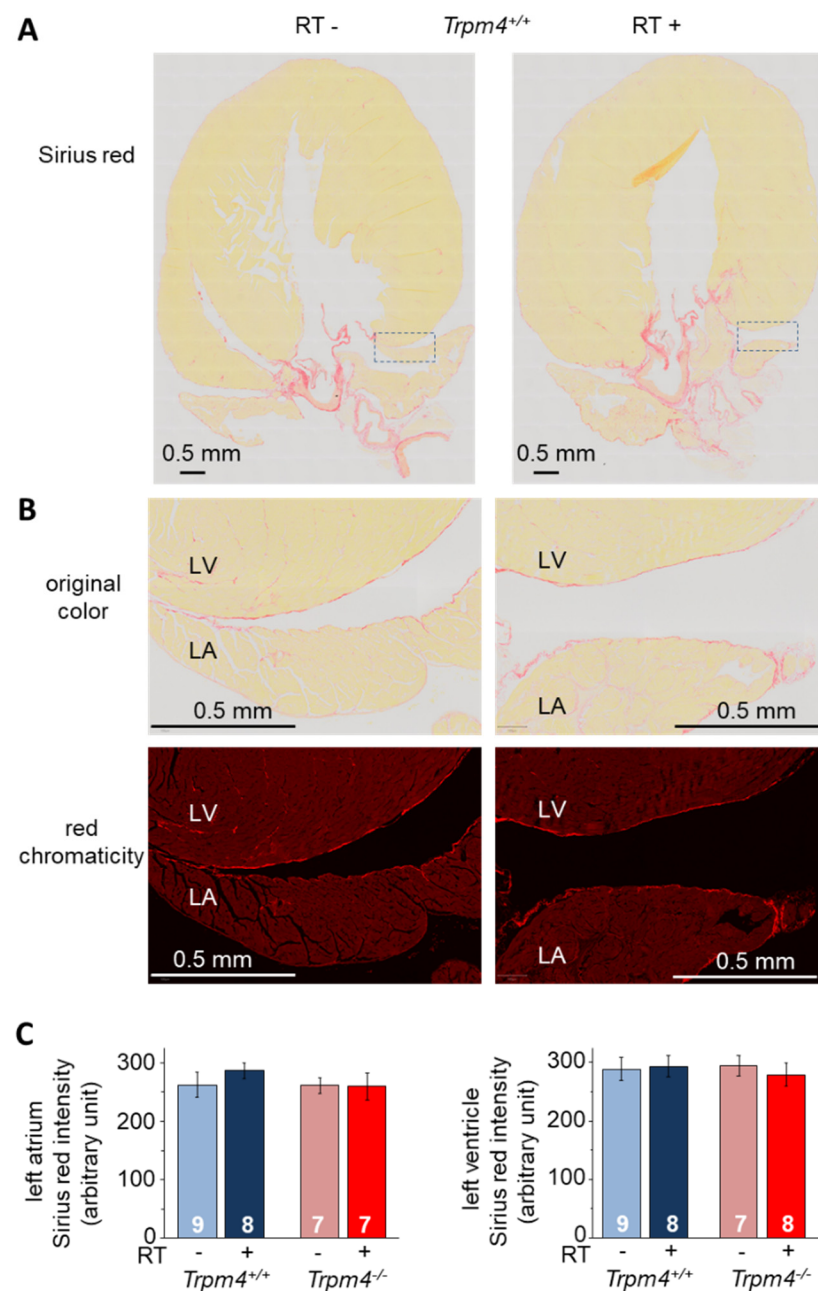 A
RT - Trpm4+/+ RT +
Sirius red
0.5 mm 0.5 mm
B
original
color
LV LV
LA LA
0.5 mm 0.5 mm
red
chromaticity
LV LV
LA LA
0.5 mm 0.5 mm
C
left atrium
Sirius red intensity
(arbitrary unit)
300
200
100
0
9 8 7 7
RT - + - +
Trpm4+/+ Trpm4-/-
left ventricle
Sirius red intensity
(arbitrary unit)
300
200
100
0
9 8 7 8
RT - + - +
Trpm4+/+ Trpm4-/-